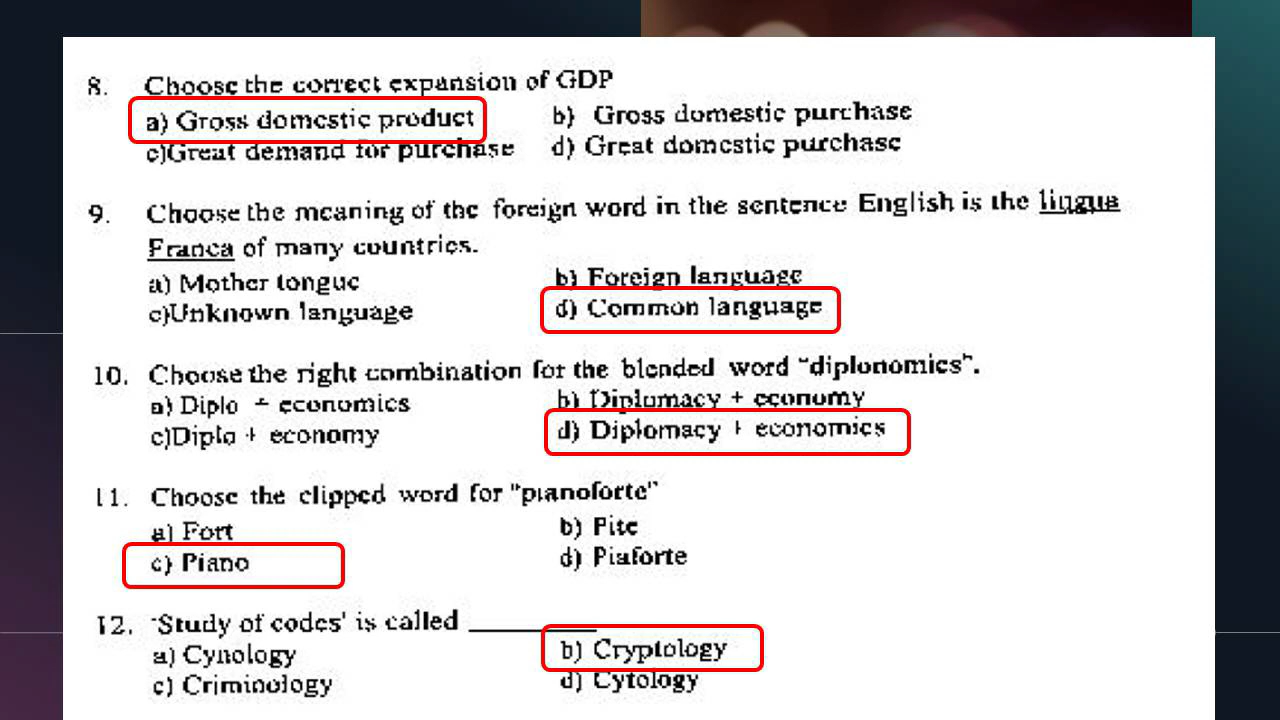 8. Choose the correct expansion of GDP
a) Gross domestic product b) Gross domestic purchase
c)Great demand for purchase d) Great domestic purchase
9. Choose the meaning of the foreign word in the sentence English is the lingua
Franca of many countries.
a) Mother tongue b) Foreign language
c)Unknown language d) Common language
10. Choose the right combination for the blended word "diplonomics".
a) Diplo + economics b) Diplomacy + economy
c)Diplo + economy d) Diplomacy + economics
11. Choose the clipped word for "pianoforte"
a) Fort b) Pite
c) Piano d) Piaforte
12. 'Study of codes' is called ________
a) Cynology b) Cryptology
c) Criminology d) Cytology